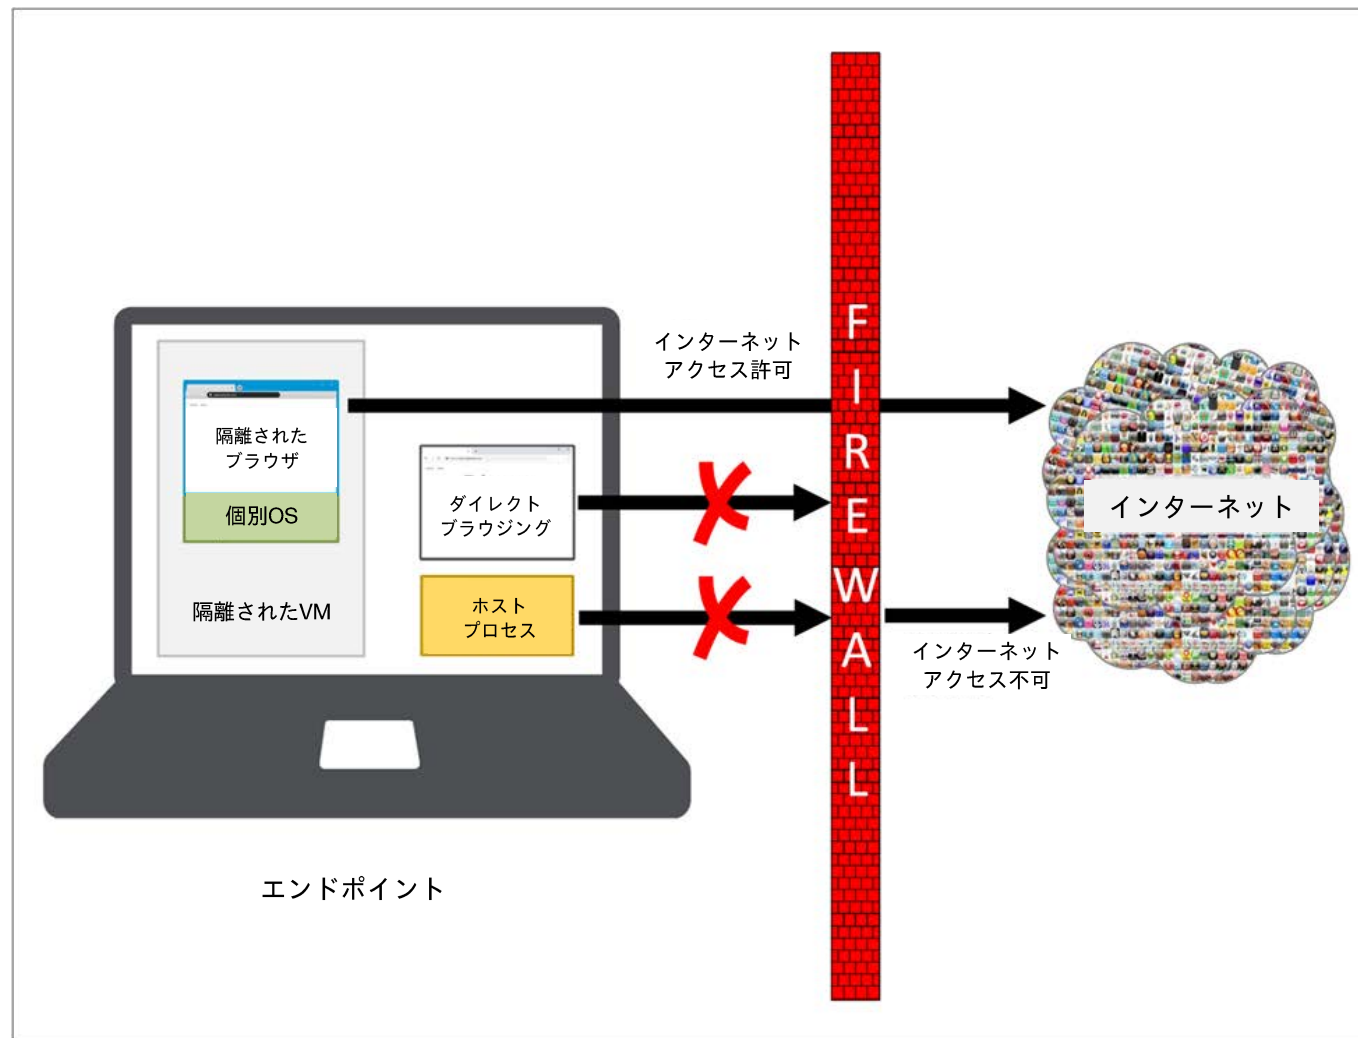 インターネット
アクセス許可
隔離された
ブラウザ
個別OS
隔離されたVM
ダイレクト
ブラウジング
ホスト
プロセス
FIREWALL
インターネット
インターネット
アクセス不可
エンドポイント